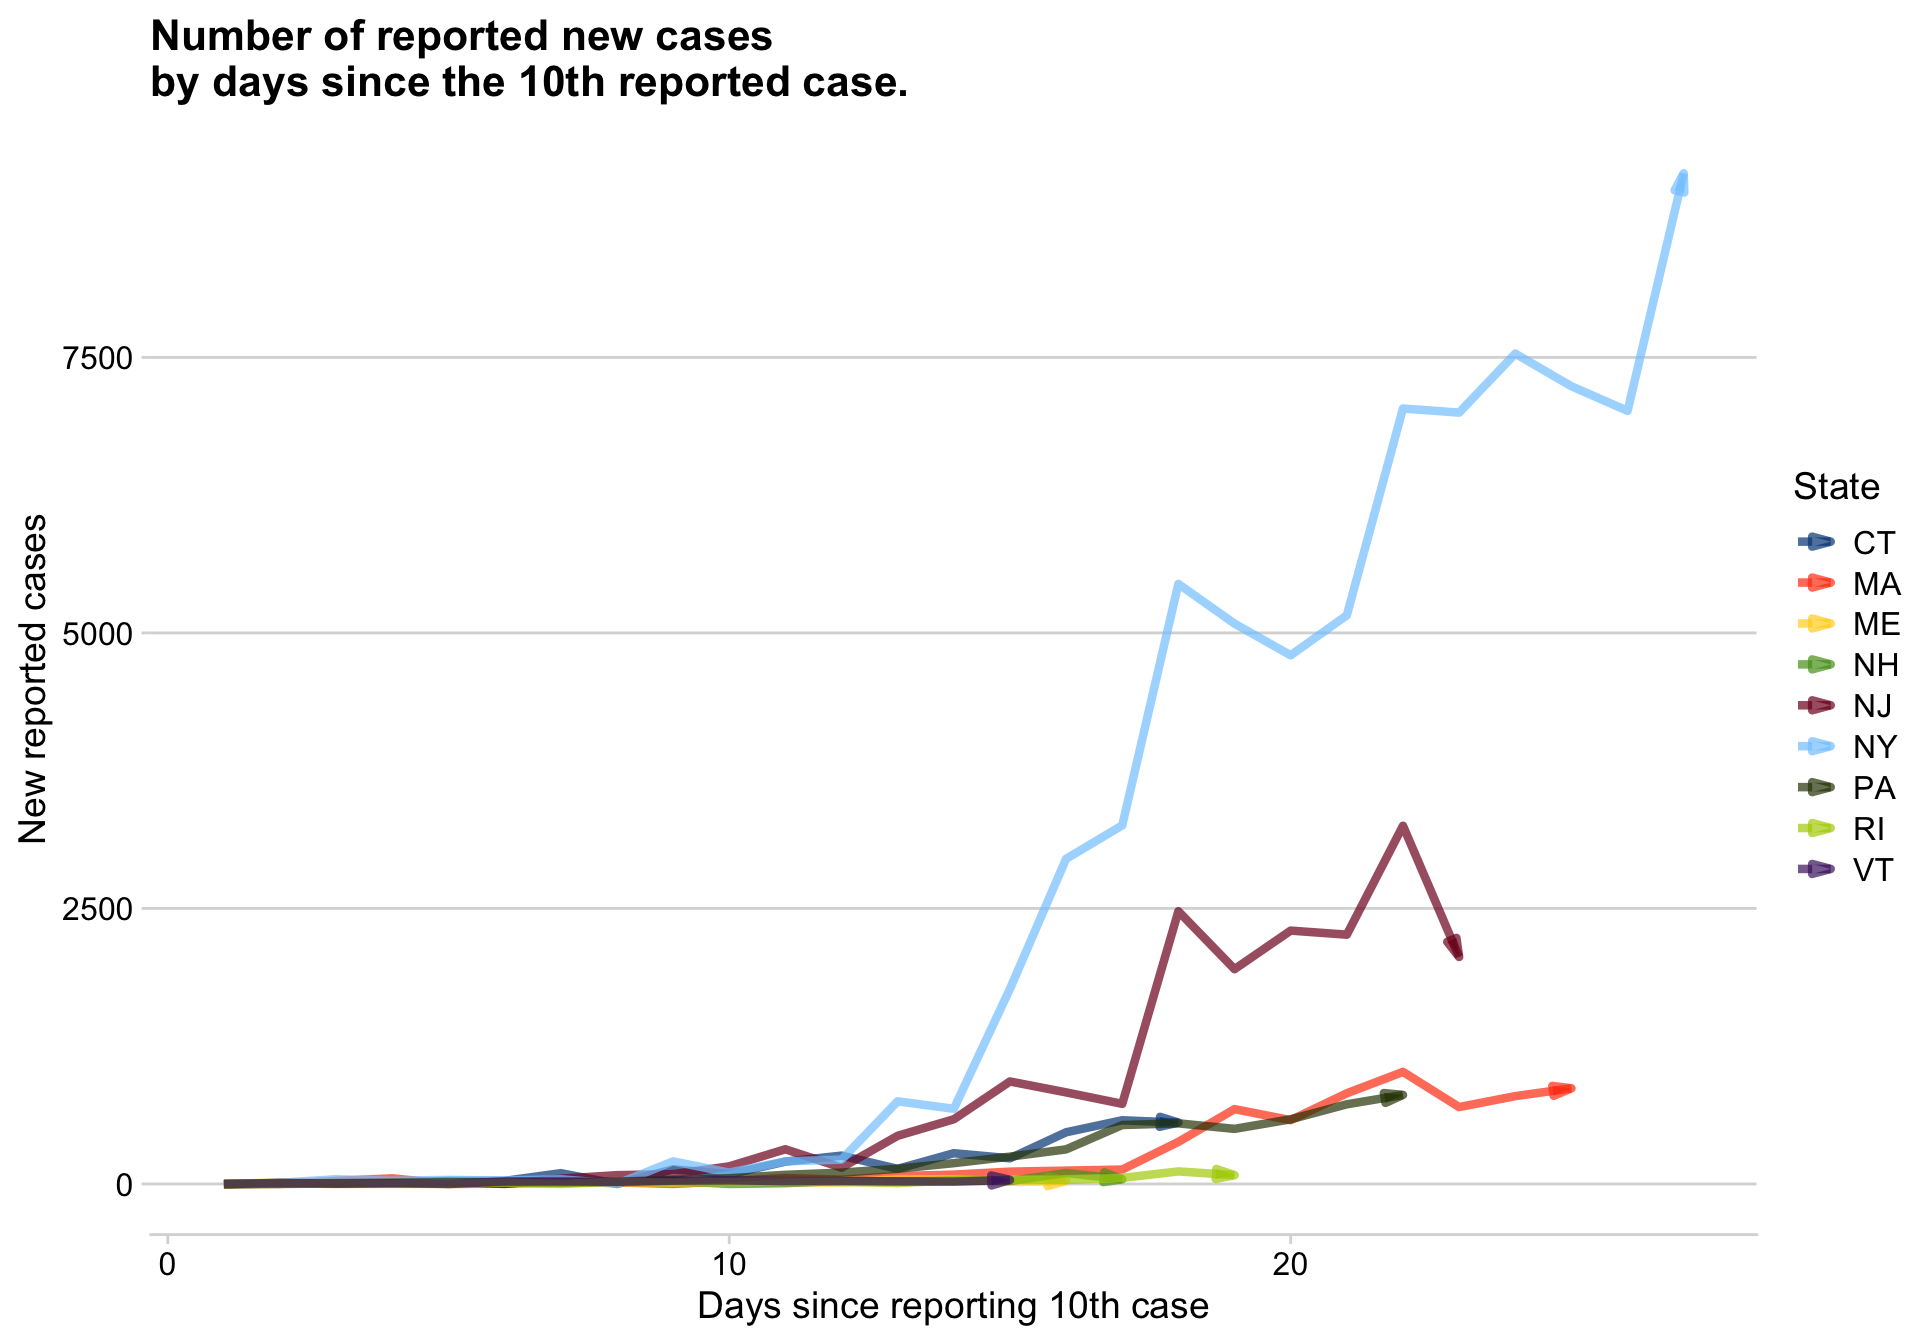 Number of reported new cases
by days since the 10th reported case.
New reported cases
7500
5000
2500
0
0
10
20
Days since reporting 10th case
State
CT
MA
ME
NH
NJ
NY
PA
RI
VT